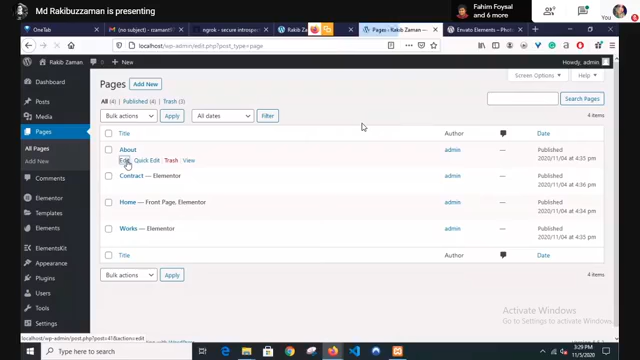 Md Rakibuzzaman is presenting
Fahim Foysal
and 6 more
OneTab
(no subject) - rzamantf
ngrok - secure introsp
Rakib Zam
Pages ‹ Rakib Zaman —
Envato Elements - Photo
localhost/wp-admin/edit.php?post_type=page
Rakib Zaman
0
New
Howdy, admin
Dashboard
Posts
Media
Pages
All Pages
Add New
Comments
Elementor
Templates
Elements
ElementsKit
Appearance
Plugins
Users
Tools
Settings
Screen Options
Help
Pages
Add New
All (4) | Published (4) | Trash (3)
Search Pages
Bulk actions
Apply
All dates
Filter
4 items
Title
Author
Date
About
admin
—
Published
2020/11/04 at 4:35 pm
Edit
Quick Edit
Trash
View
Contract — Elementor
admin
—
Published
2020/11/04 at 4:36 pm
Home — Front Page, Elementor
admin
—
Published
2020/11/04 at 4:34 pm
Works — Elementor
admin
—
Published
2020/11/04 at 4:35 pm
Title
Author
Date
Bulk actions
Apply
4 items
Activate Windows
Go to Settings to activate Windows.
localhost/wp-admin/post.php?post=41&action=edit
Type here to search
3:29 PM
11/5/2020